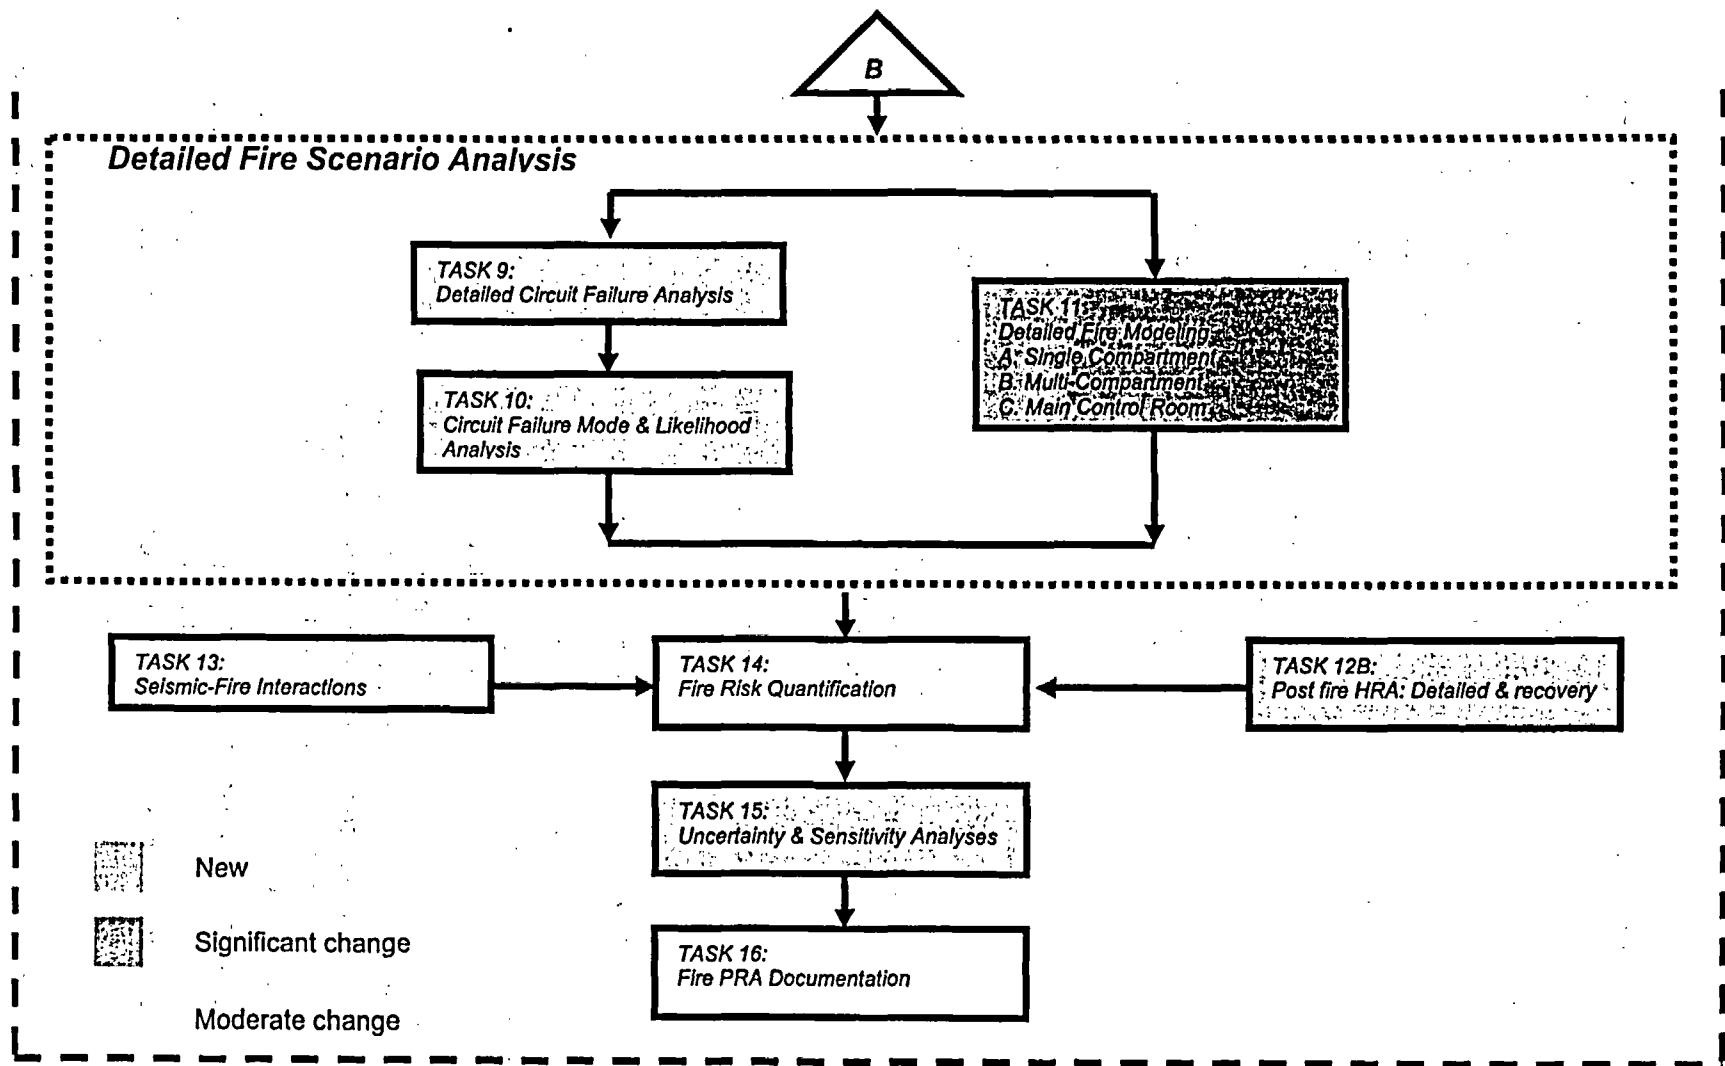 B
Detailed Fire Scenario Analysis
TASK 9:
Detailed Circuit Failure Analysis
TASK 10:
Circuit Failure Mode & Likelihood
Analysis
TASK 11:
Detailed Fire Modeling
A. Single Compartment
B. Multi-Compartment
C. Main Control Room
TASK 13:
Seismic-Fire Interactions
TASK 14:
Fire Risk Quantification
TASK 12B:
Post fire HRA: Detailed & recovery
TASK 15:
Uncertainty & Sensitivity Analyses
TASK 16:
Fire PRA Documentation
New
Significant change
Moderate change